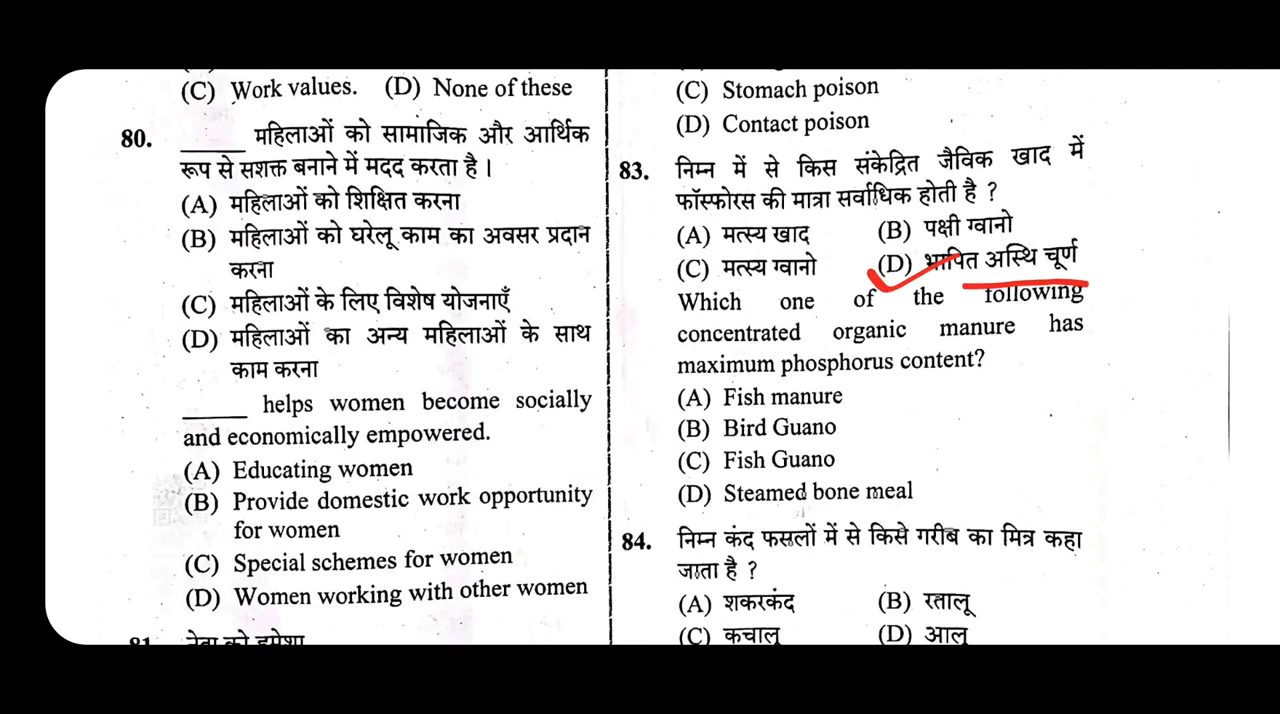 (C) Work values. (D) None of these
80. ______ महिलाओं को सामाजिक और आर्थिक
रूप से सशक्त बनाने में मदद करता है।
(A) महिलाओं को शिक्षित करना
(B) महिलाओं को घरेलू काम का अवसर प्रदान
करना
(C) महिलाओं के लिए विशेष योजनाएँ
(D) महिलाओं का अन्य महिलाओं के साथ
काम करना
______ helps women become socially
and economically empowered.
(A) Educating women
(B) Provide domestic work opportunity
for women
(C) Special schemes for women
(D) Women working with other women
81. नेता को हमेशा
(C) Stomach poison
(D) Contact poison
83. निम्न में से किस संकेद्रित जैविक खाद में
फॉस्फोरस की मात्रा सर्वाधिक होती है ?
(A) मत्स्य खाद (B) पक्षी ग्वानो
(C) मत्स्य ग्वानो (D) भापित अस्थि चूर्ण
Which one of the following
concentrated organic manure has
maximum phosphorus content?
(A) Fish manure
(B) Bird Guano
(C) Fish Guano
(D) Steamed bone meal
84. निम्न कंद फसलों में से किसे गरीब का मित्र कहा
जाता है ?
(A) शकरकंद (B) रतालू
(C) कचालू (D) आलू